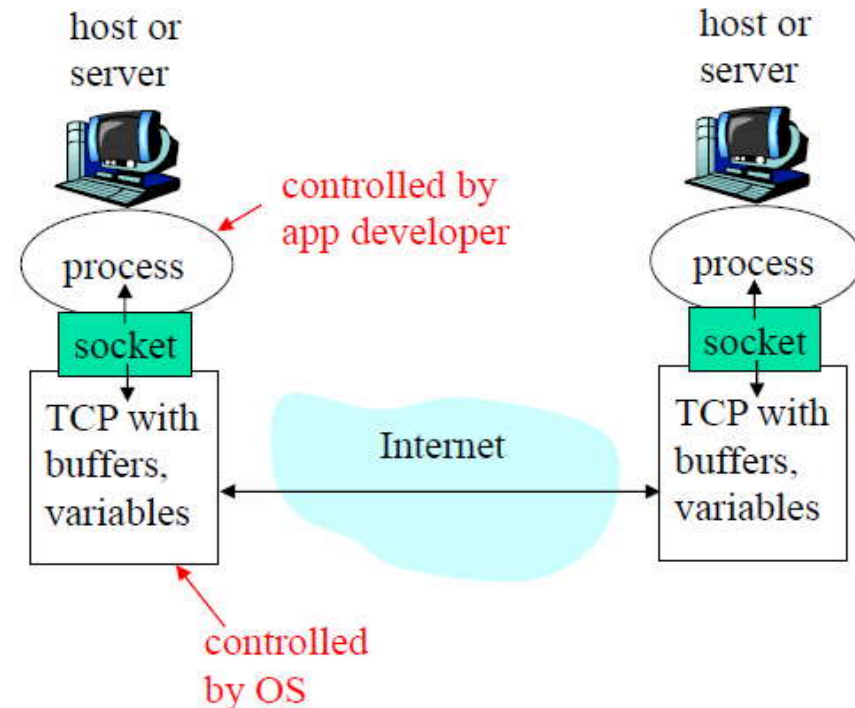 host or
server
host or
server
controlled by
app developer
process
process
socket
socket
TCP with
buffers,
variables
Internet
TCP with
buffers,
variables
controlled
by OS